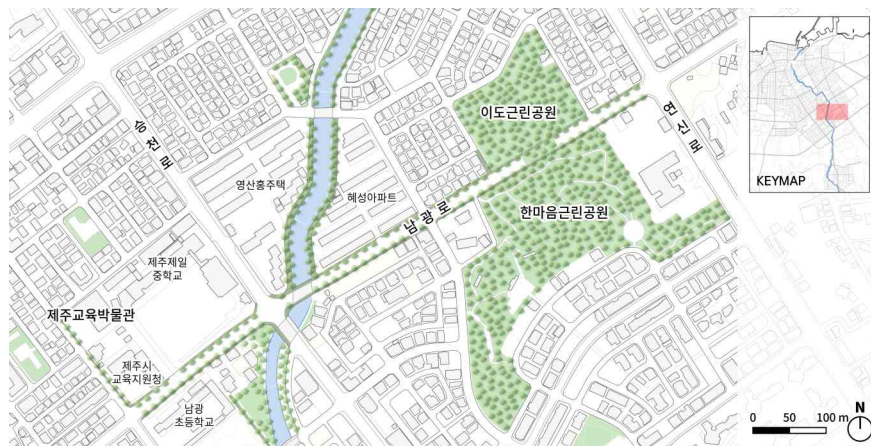 이도근린공원
연신로
KEYMAP
승천로
영산홍주택
혜성아파트
남광로
한마음근린공원
제주제일
중학교
제주교육박물관
제주시
교육지원청
남광
초등학교
0 50 100 m
N